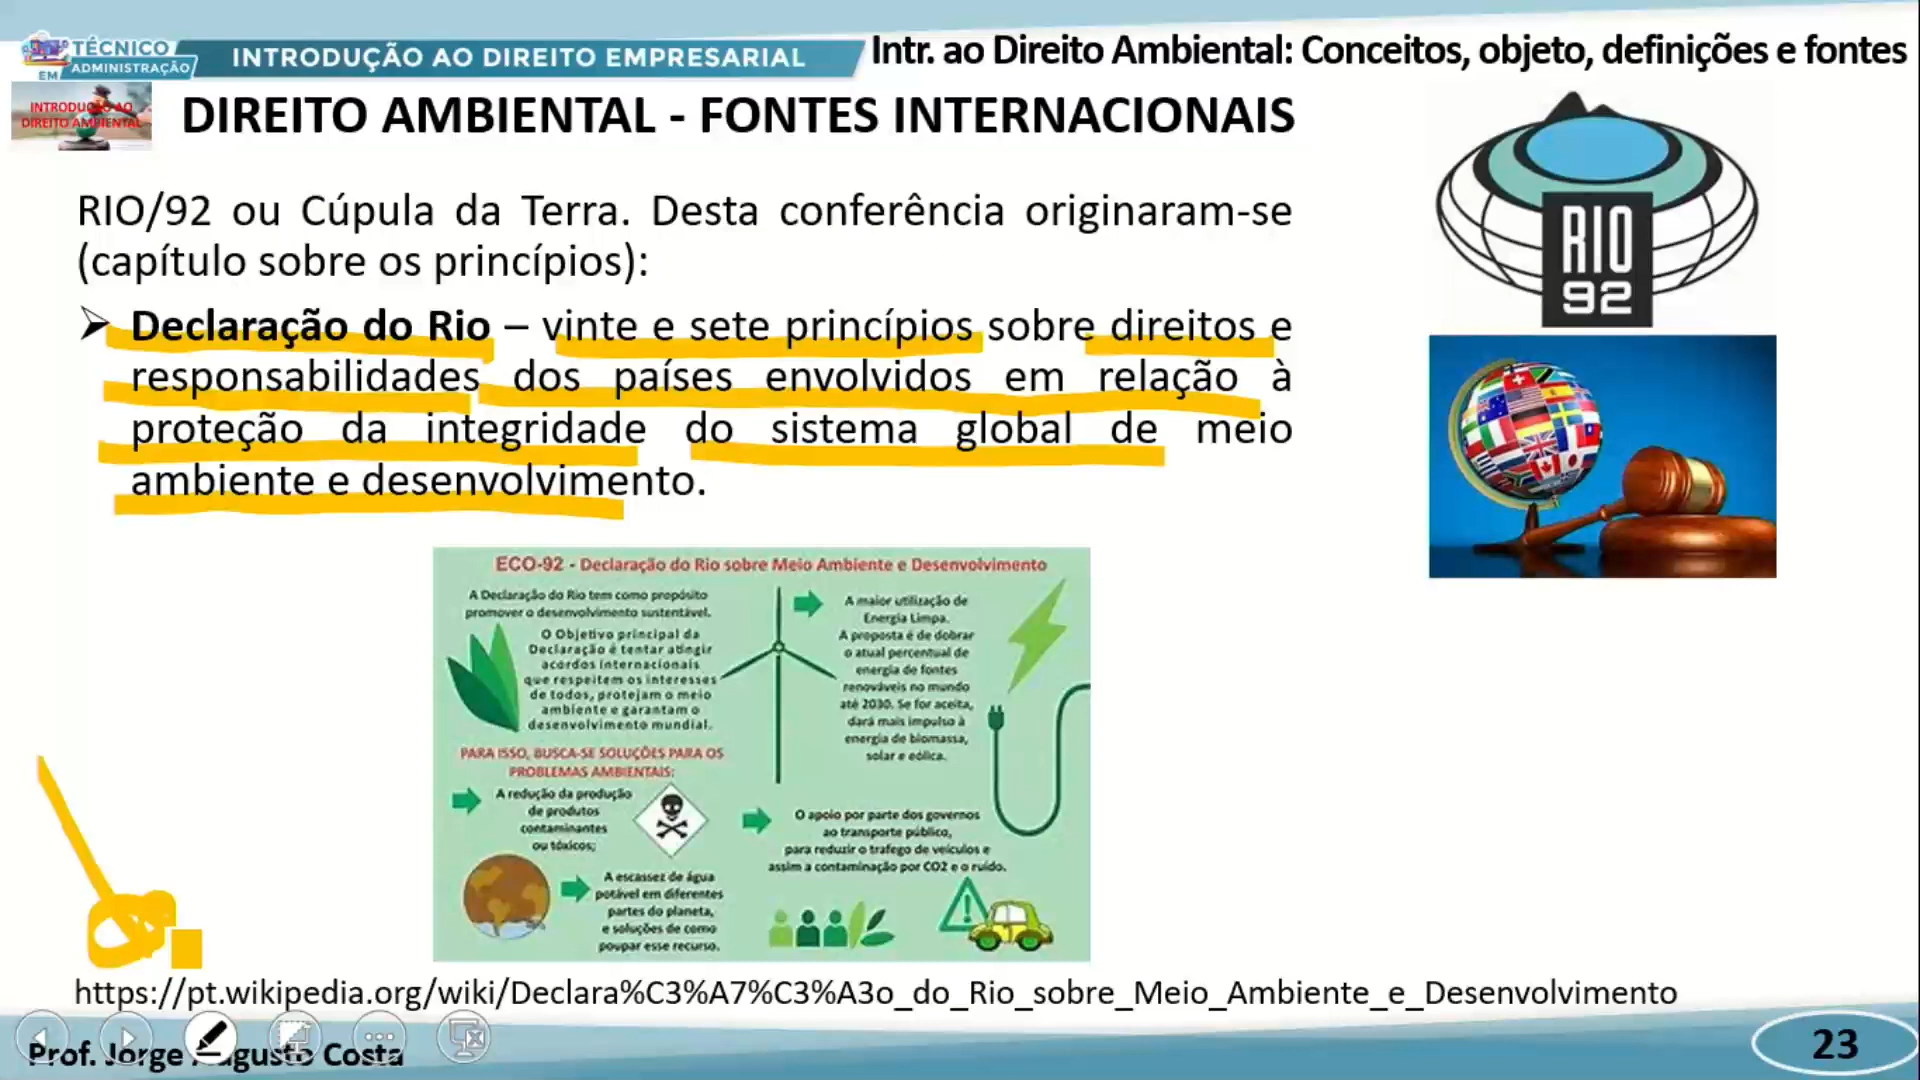 TÉCNICO
EM ADMINISTRAÇÃO
INTRODUÇÃO AO DIREITO EMPRESARIAL
Intr. ao Direito Ambiental: Conceitos, objeto, definições e fontes
INTRODUÇÃO AO
DIREITO AMBIENTAL
DIREITO AMBIENTAL - FONTES INTERNACIONAIS
RIO/92 ou Cúpula da Terra. Desta conferência originaram-se
(capítulo sobre os princípios):
➢ Declaração do Rio – vinte e sete princípios sobre direitos e
responsabilidades dos países envolvidos em relação à
proteção da integridade do sistema global de meio
ambiente e desenvolvimento.
RIO
92
ECO-92 - Declaração do Rio sobre Meio Ambiente e Desenvolvimento
A Declaração do Rio tem como propósito
promover o desenvolvimento sustentável.
O Objetivo principal da
Declaração é tentar atingir
acordos internacionais
que respeitem os interesses
de todos, protejam o meio
ambiente e garantam o
desenvolvimento mundial.
PARA ISSO, BUSCA-SE SOLUÇÕES PARA OS
PROBLEMAS AMBIENTAIS:
A redução da produção
de produtos
contaminantes
ou tóxicos;
A escassez de água
potável em diferentes
partes do planeta,
e soluções de como
poupar esse recurso.
A maior utilização de
Energia Limpa.
A proposta é de dobrar
o atual percentual de
energia de fontes
renováveis no mundo
até 2030. Se for aceita,
dará mais impulso à
energia de biomassa,
solar e eólica.
O apoio por parte dos governos
ao transporte público,
para reduzir o trafego de veículos e
assim a contaminação por CO2 e o ruído.
https://pt.wikipedia.org/wiki/Declara%C3%A7%C3%A3o_do_Rio_sobre_Meio_Ambiente_e_Desenvolvimento
Prof. Jorge Augusto Costa
23